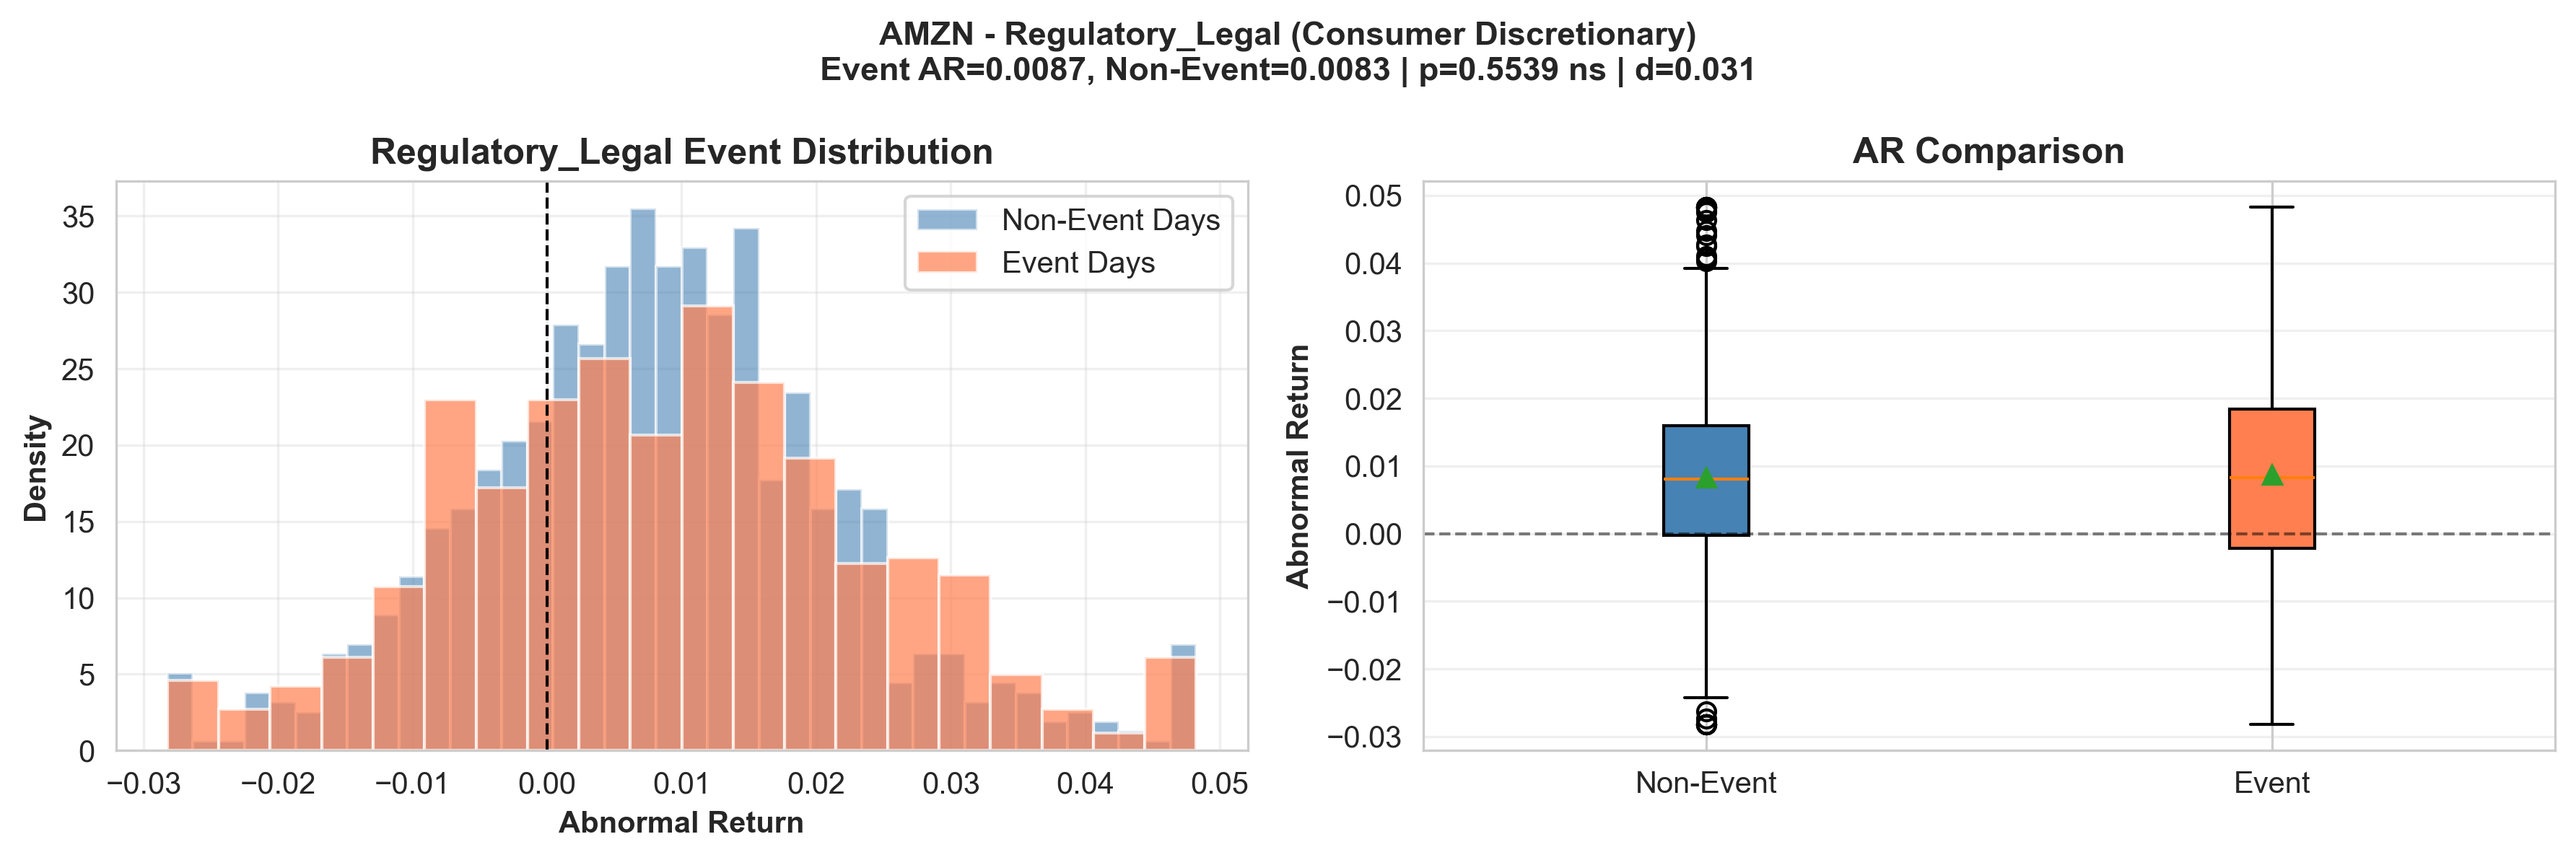 AMZN - Regulatory_Legal (Consumer Discretionary)
Event AR=0.0087, Non-Event=0.0083 | p=0.5539 ns | d=0.031
Regulatory_Legal Event Distribution
Density
35
30
25
20
15
10
5
0
−0.03
−0.02
−0.01
0.00
0.01
0.02
0.03
0.04
0.05
Abnormal Return
Non-Event Days
Event Days
AR Comparison
Abnormal Return
0.05
0.04
0.03
0.02
0.01
0.00
−0.01
−0.02
−0.03
Non-Event
Event